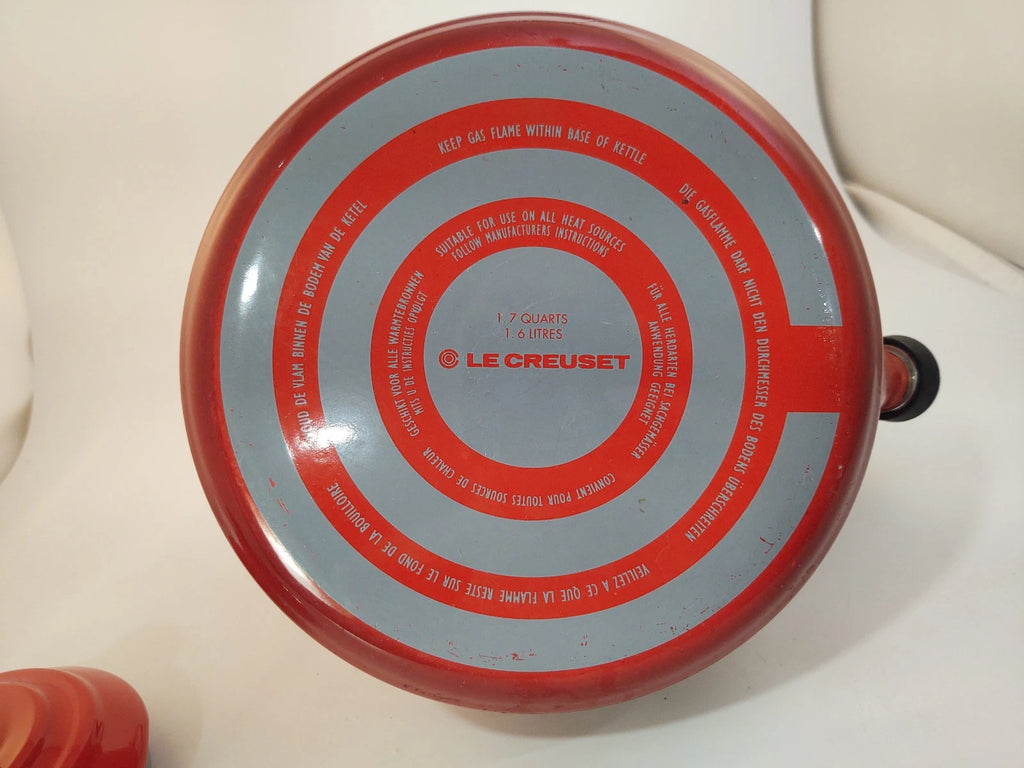 KEEP GAS FLAME WITHIN BASE OF KETTLE
DIE GASFLAMME DARF NICHT DEN DURCHMESSER DES BODENS ÜBERSCHREITEN
VEILLEZ A CE QUE LA FLAMME RESTE SUR LE FOND DE LA BOUILLOIRE
OUD DE VLAM BINNEN DE BODEM VAN DE KETEL
SUITABLE FOR USE ON ALL HEAT SOURCES
FOLLOW MANUFACTURERS INSTRUCTIONS
FÜR ALLE HERDARTEN BEI SACHGEMÄSER
ANWENDUNG GEEIGNET
CONVIENT POUR TOUTES SOURCES DE CHALEUR
GESCHIKT VOOR ALLE WARMTEBRONNEN
MITS U DE INSTRUCTIES OPVOLGT
1.7 QUARTS
1.6 LITRES
LE CREUSET